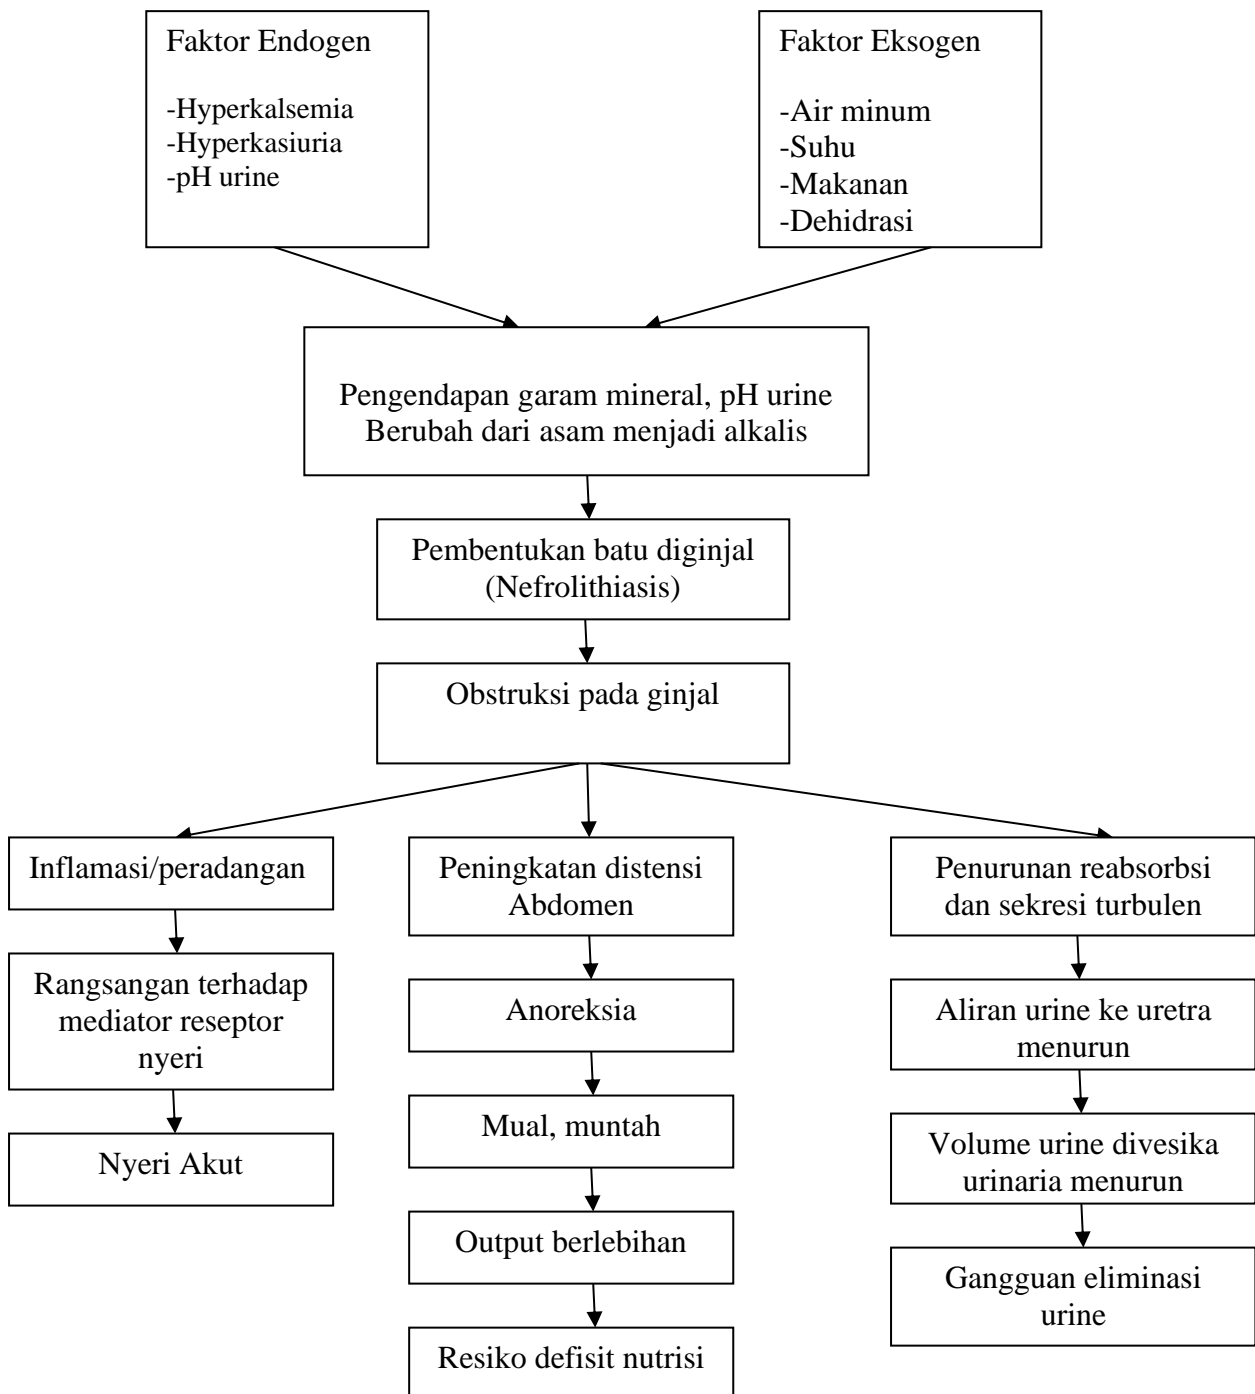 Faktor Endogen
-Hyperkalsemia
-Hyperkasiuria
-pH urine
Faktor Eksogen
-Air minum
-Suhu
-Makanan
-Dehidrasi
Pengendapan garam mineral, pH urine
Berubah dari asam menjadi alkalis
Pembentukan batu diginjal
(Nefrolithiasis)
Obstruksi pada ginjal
Inflamasi/peradangan
Rangsangan terhadap
mediator reseptor
nyeri
Nyeri Akut
Peningkatan distensi
Abdomen
Anoreksia
Mual, muntah
Output berlebihan
Resiko defisit nutrisi
Penurunan reabsorbsi
dan sekresi turbulen
Aliran urine ke uretra
menurun
Volume urine divesika
urinaria menurun
Gangguan eliminasi
urine